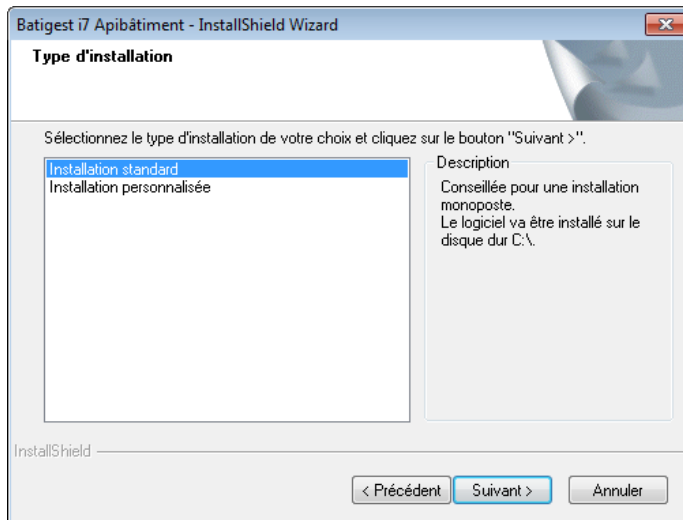 Batigest i7 Apibâtiment - InstallShield Wizard
Type d'installation
Sélectionnez le type d'installation de votre choix et cliquez sur le bouton "Suivant >".
Installation standard
Installation personnalisée
Description
Conseillée pour une installation
monoposte.
Le logiciel va être installé sur le
disque dur C:\.
InstallShield
< Précédent
Suivant >
Annuler